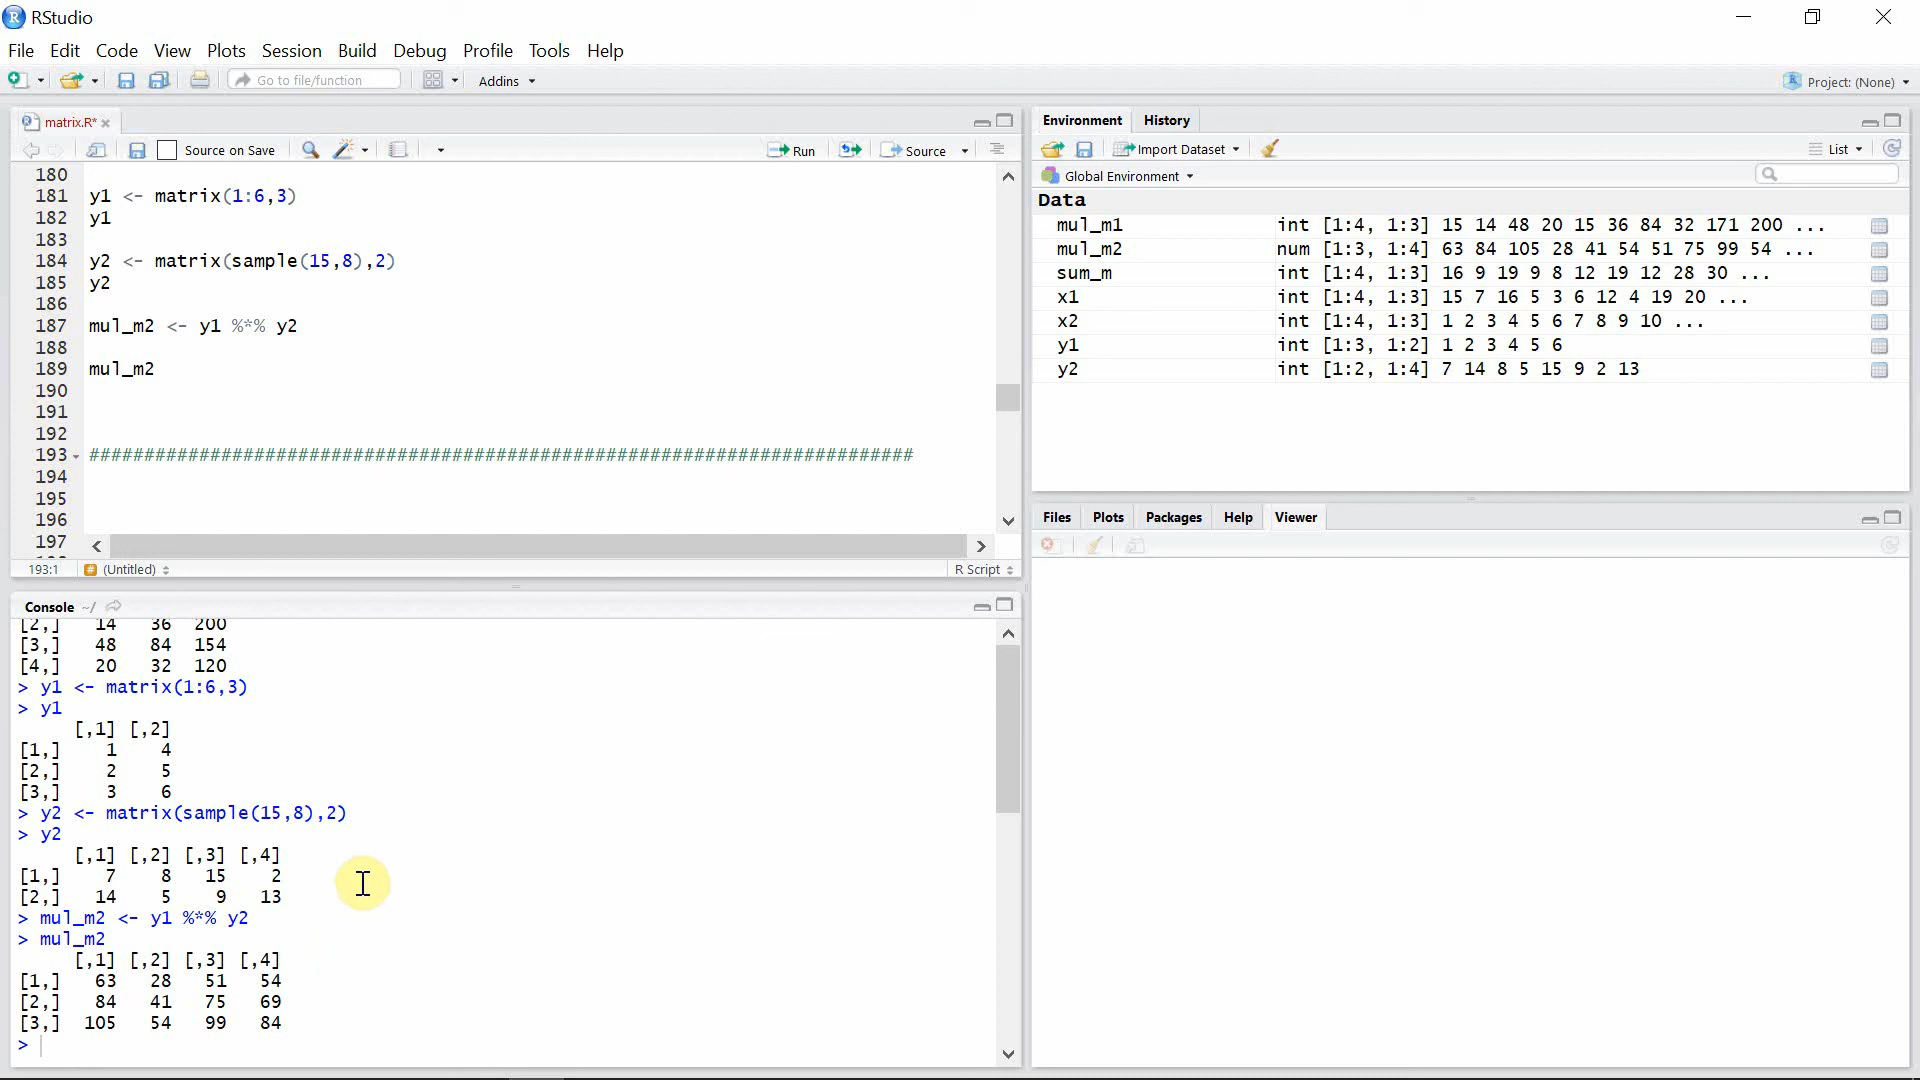 RStudio
File Edit Code View Plots Session Build Debug Profile Tools Help
Go to file/function Addins Project: (None)
matrix.R*
Source on Save Run Source
180
181 y1 <- matrix(1:6,3)
182 y1
183
184 y2 <- matrix(sample(15,8),2)
185 y2
186
187 mul_m2 <- y1 %*% y2
188
189 mul_m2
190
191
192
193 ###########################################################################
194
195
196
197
193:1 (Untitled) R Script
Console ~/
[2,] 14 36 200
[3,] 48 84 154
[4,] 20 32 120
> y1 <- matrix(1:6,3)
> y1
[,1] [,2]
[1,] 1 4
[2,] 2 5
[3,] 3 6
> y2 <- matrix(sample(15,8),2)
> y2
[,1] [,2] [,3] [,4]
[1,] 7 8 15 2
[2,] 14 5 9 13
> mul_m2 <- y1 %*% y2
> mul_m2
[,1] [,2] [,3] [,4]
[1,] 63 28 51 54
[2,] 84 41 75 69
[3,] 105 54 99 84
>
Environment History
Import Dataset List
Global Environment
Data
mul_m1 int [1:4, 1:3] 15 14 48 20 15 36 84 32 171 200 ...
mul_m2 num [1:3, 1:4] 63 84 105 28 41 54 51 75 99 54 ...
sum_m int [1:4, 1:3] 16 9 19 9 8 12 19 12 28 30 ...
x1 int [1:4, 1:3] 15 7 16 5 3 6 12 4 19 20 ...
x2 int [1:4, 1:3] 1 2 3 4 5 6 7 8 9 10 ...
y1 int [1:3, 1:2] 1 2 3 4 5 6
y2 int [1:2, 1:4] 7 14 8 5 15 9 2 13
Files Plots Packages Help Viewer